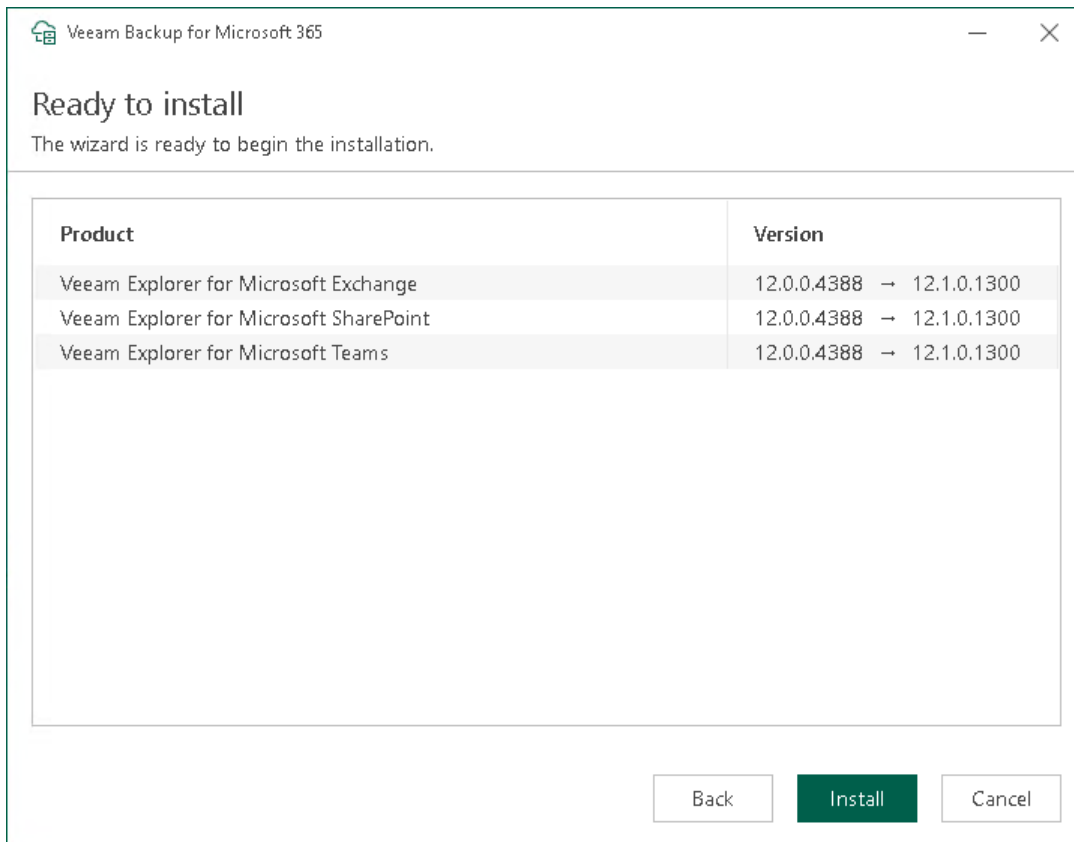 Veeam Backup for Microsoft 365
Ready to install
The wizard is ready to begin the installation.
Product Version
Veeam Explorer for Microsoft Exchange 12.0.0.4388 → 12.1.0.1300
Veeam Explorer for Microsoft SharePoint 12.0.0.4388 → 12.1.0.1300
Veeam Explorer for Microsoft Teams 12.0.0.4388 → 12.1.0.1300
Back Install Cancel